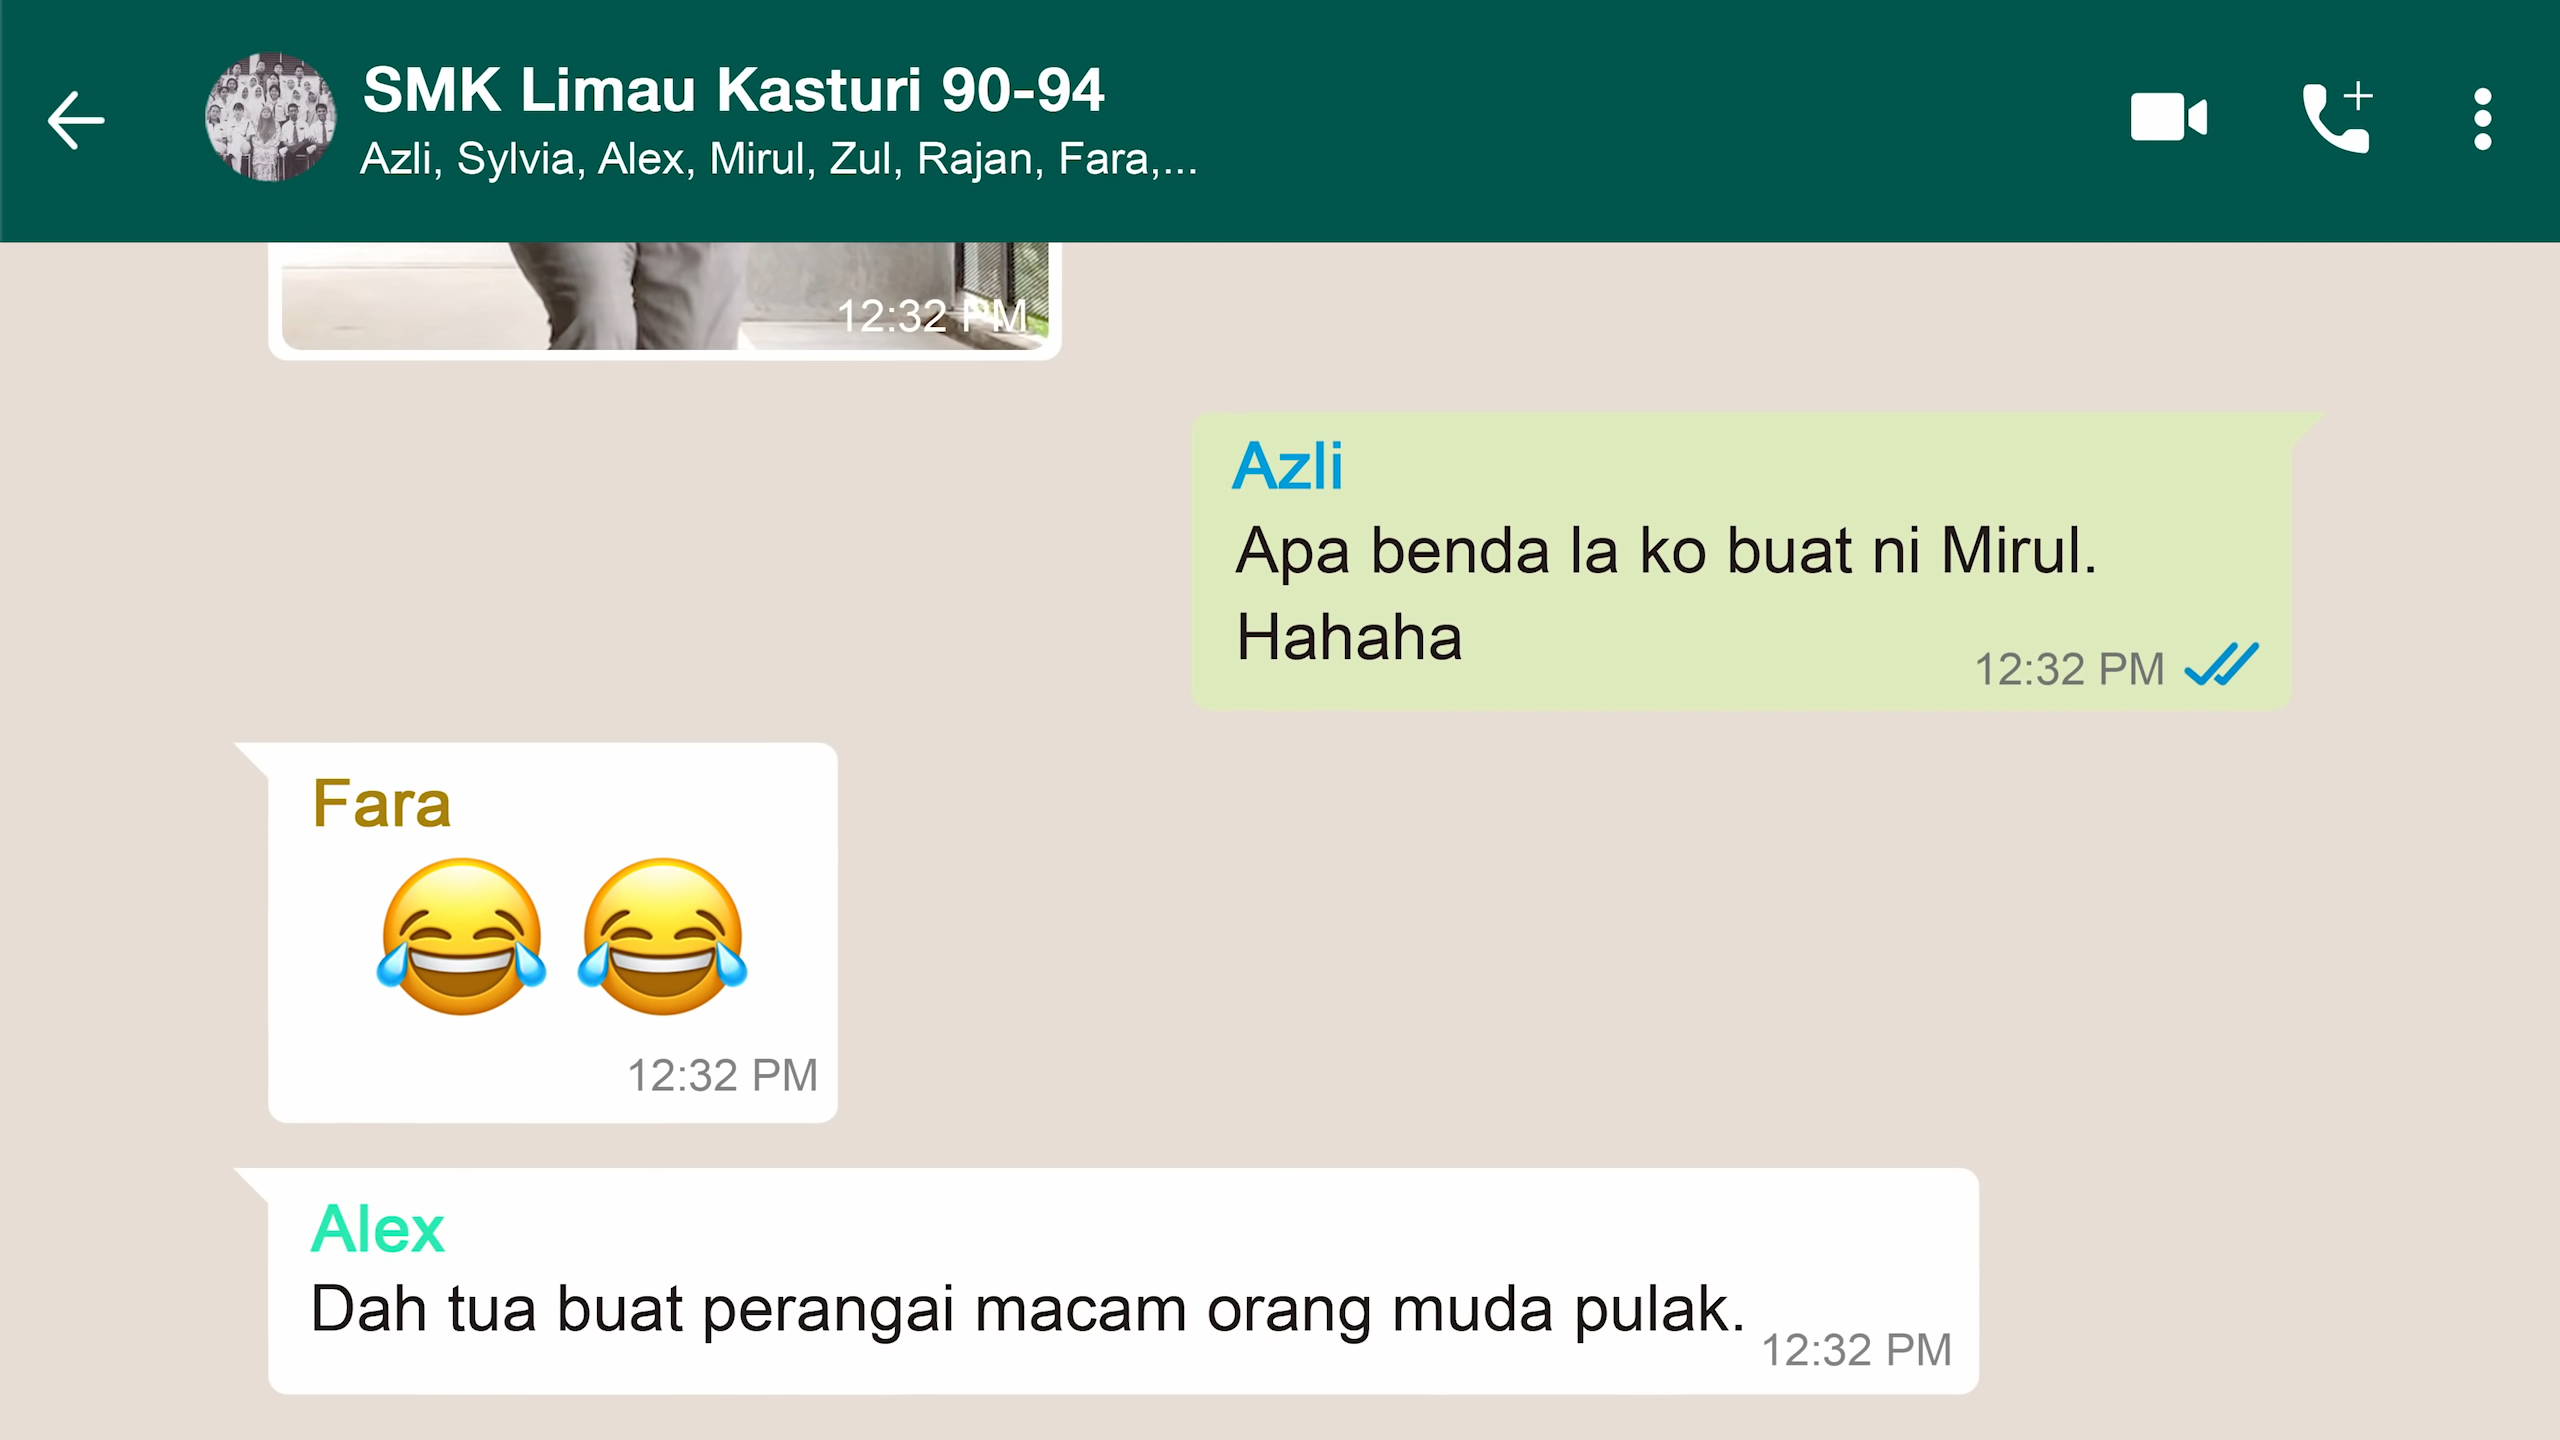 SMK Limau Kasturi 90-94
Azli, Sylvia, Alex, Mirul, Zul, Rajan, Fara,...
12:32 PM
Azli
Apa benda la ko buat ni Mirul.
Hahaha
12:32 PM
Fara
😂 😂
12:32 PM
Alex
Dah tua buat perangai macam orang muda pulak.
12:32 PM